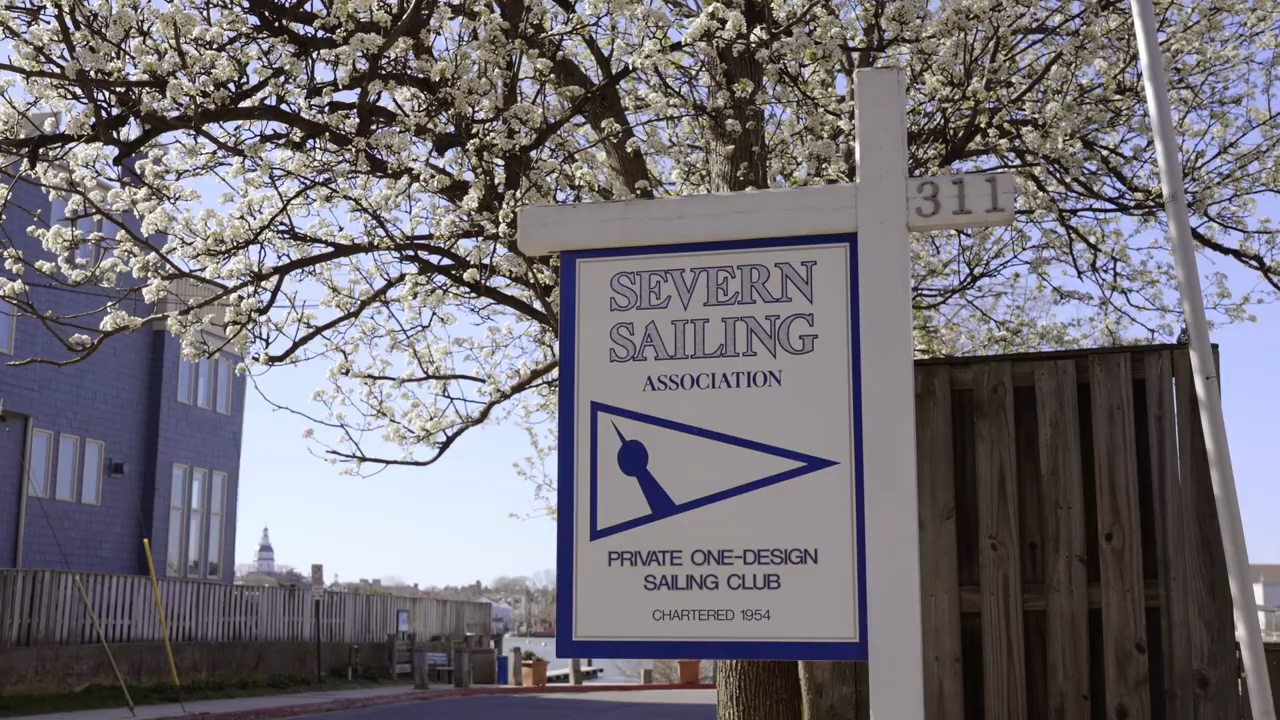 311
SEVERN
SAILING
ASSOCIATION
PRIVATE ONE-DESIGN
SAILING CLUB
CHARTERED 1954